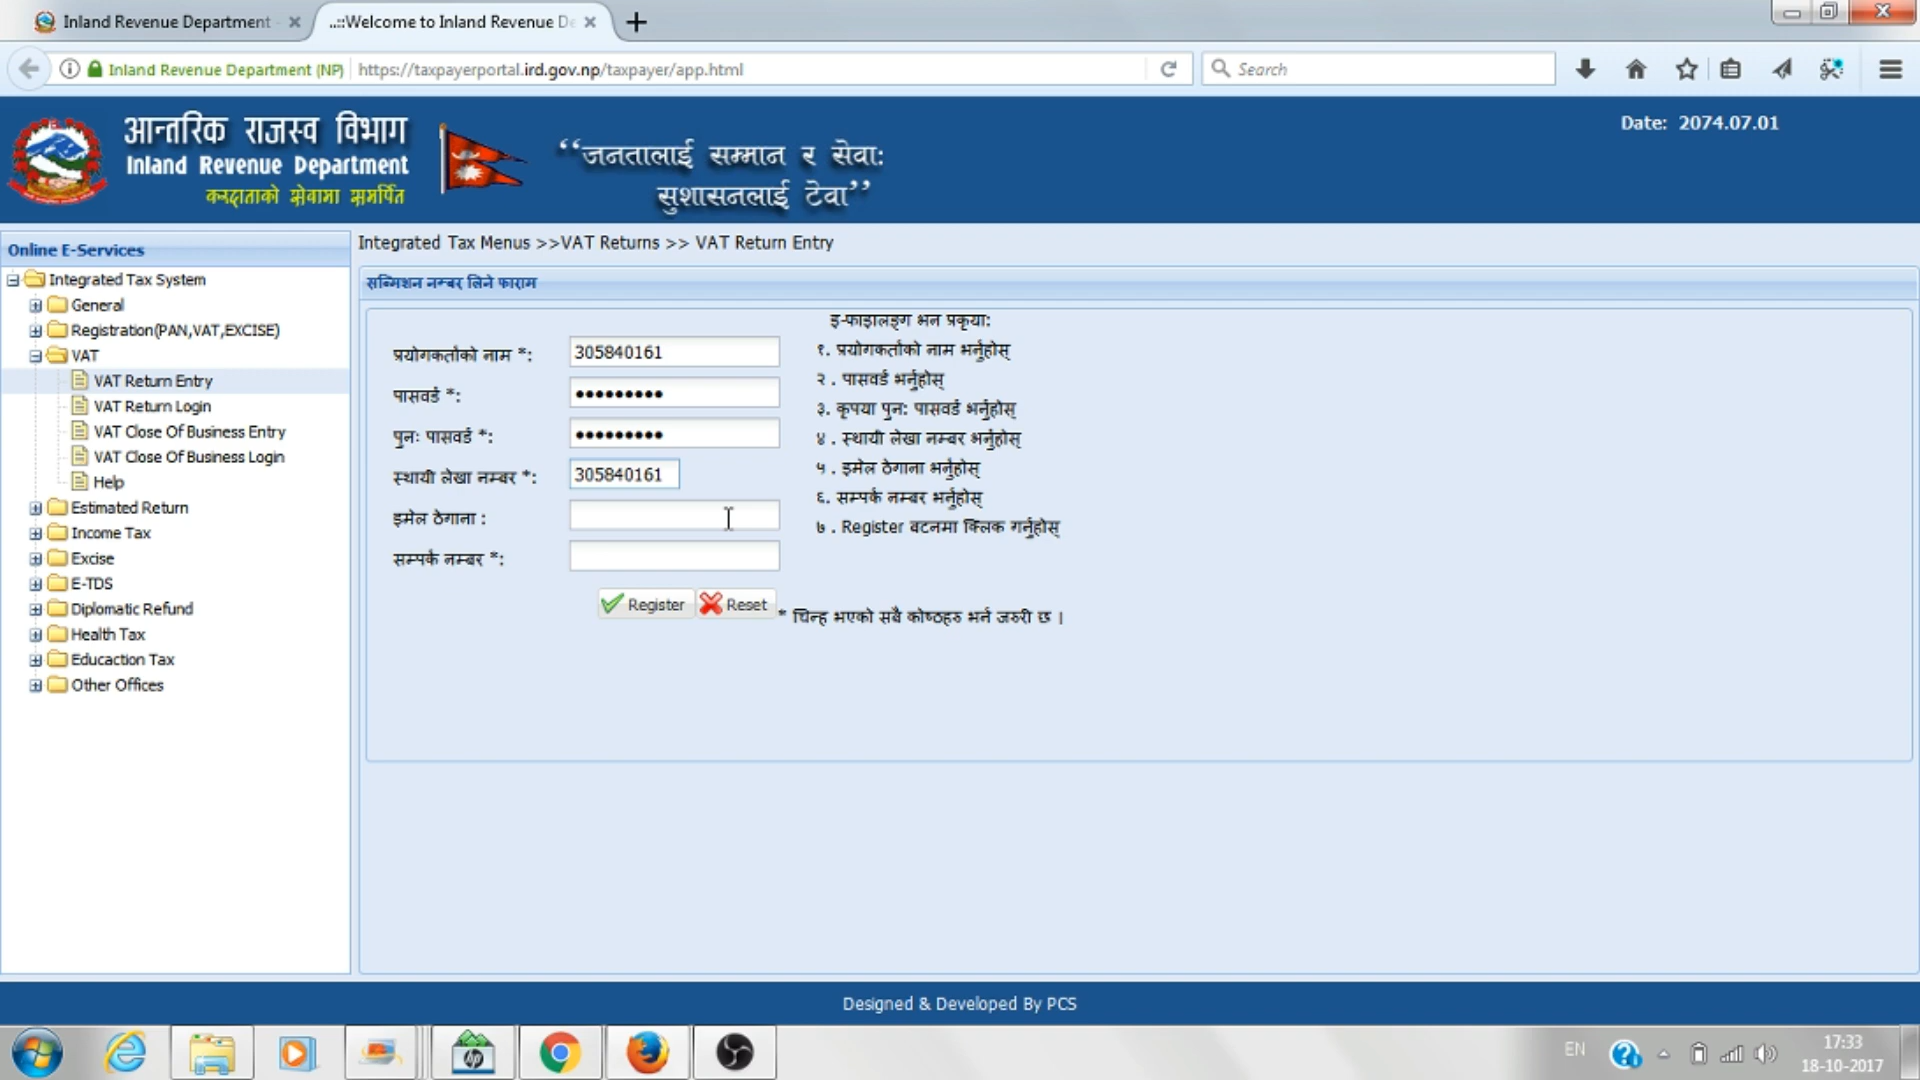 Inland Revenue Department
..::Welcome to Inland Revenue De
Inland Revenue Department (NP)
https://taxpayerportal.ird.gov.np/taxpayer/app.html
Search
आन्तरिक राजस्व विभाग
Inland Revenue Department
करदाताको सेवामा समर्पित
“जनतालाई सम्मान र सेवा:
सुशासनलाई टेवा”
Date: 2074.07.01
Online E-Services
Integrated Tax System
General
Registration(PAN,VAT,EXCISE)
VAT
VAT Return Entry
VAT Return Login
VAT Close Of Business Entry
VAT Close Of Business Login
Help
Estimated Return
Income Tax
Excise
E-TDS
Diplomatic Refund
Health Tax
Educaction Tax
Other Offices
Integrated Tax Menus >>VAT Returns >> VAT Return Entry
सब्मिशन नम्बर लिने फाराम
प्रयोगकर्ताको नाम *: 305840161
पासवर्ड *: ●●●●●●●●●
पुनः पासवर्ड *: ●●●●●●●●●
स्थायी लेखा नम्बर *: 305840161
इमेल ठेगाना :
सम्पर्क नम्बर *:
Register Reset
* चिन्ह भएको सबै कोष्ठहरु भर्न जरुरी छ ।
इ-फाइलिङ्ग भर्ने प्रकृया:
१. प्रयोगकर्ताको नाम भर्नुहोस्
२ . पासवर्ड भर्नुहोस्
३. कृपया पुन: पासवर्ड भर्नुहोस्
४ . स्थायी लेखा नम्बर भर्नुहोस्
५ . इमेल ठेगाना भर्नुहोस्
६. सम्पर्क नम्बर भर्नुहोस्
७ . Register बटनमा क्लिक गर्नुहोस्
Designed & Developed By PCS
hp
EN
17:33
18-10-2017